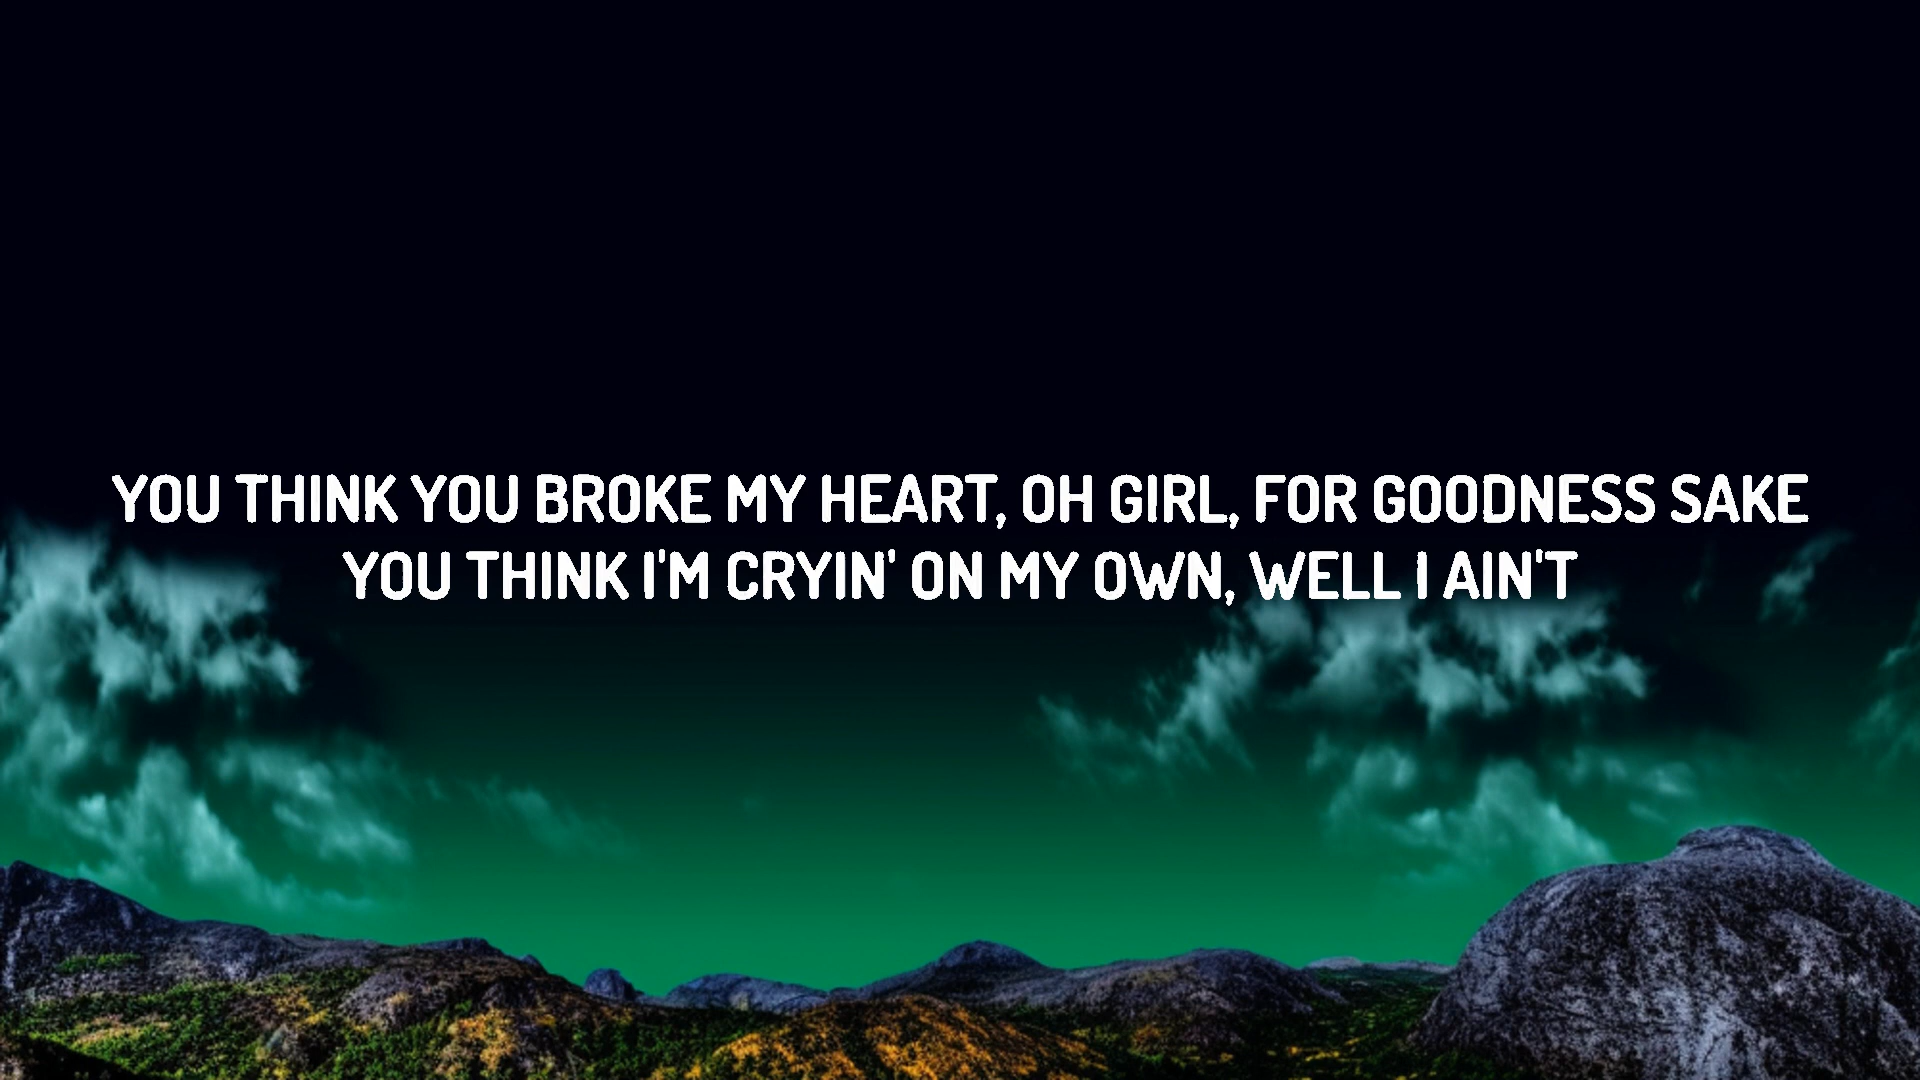 YOU THINK YOU BROKE MY HEART, OH GIRL, FOR GOODNESS SAKE
YOU THINK I'M CRYIN' ON MY OWN, WELL I AIN'T